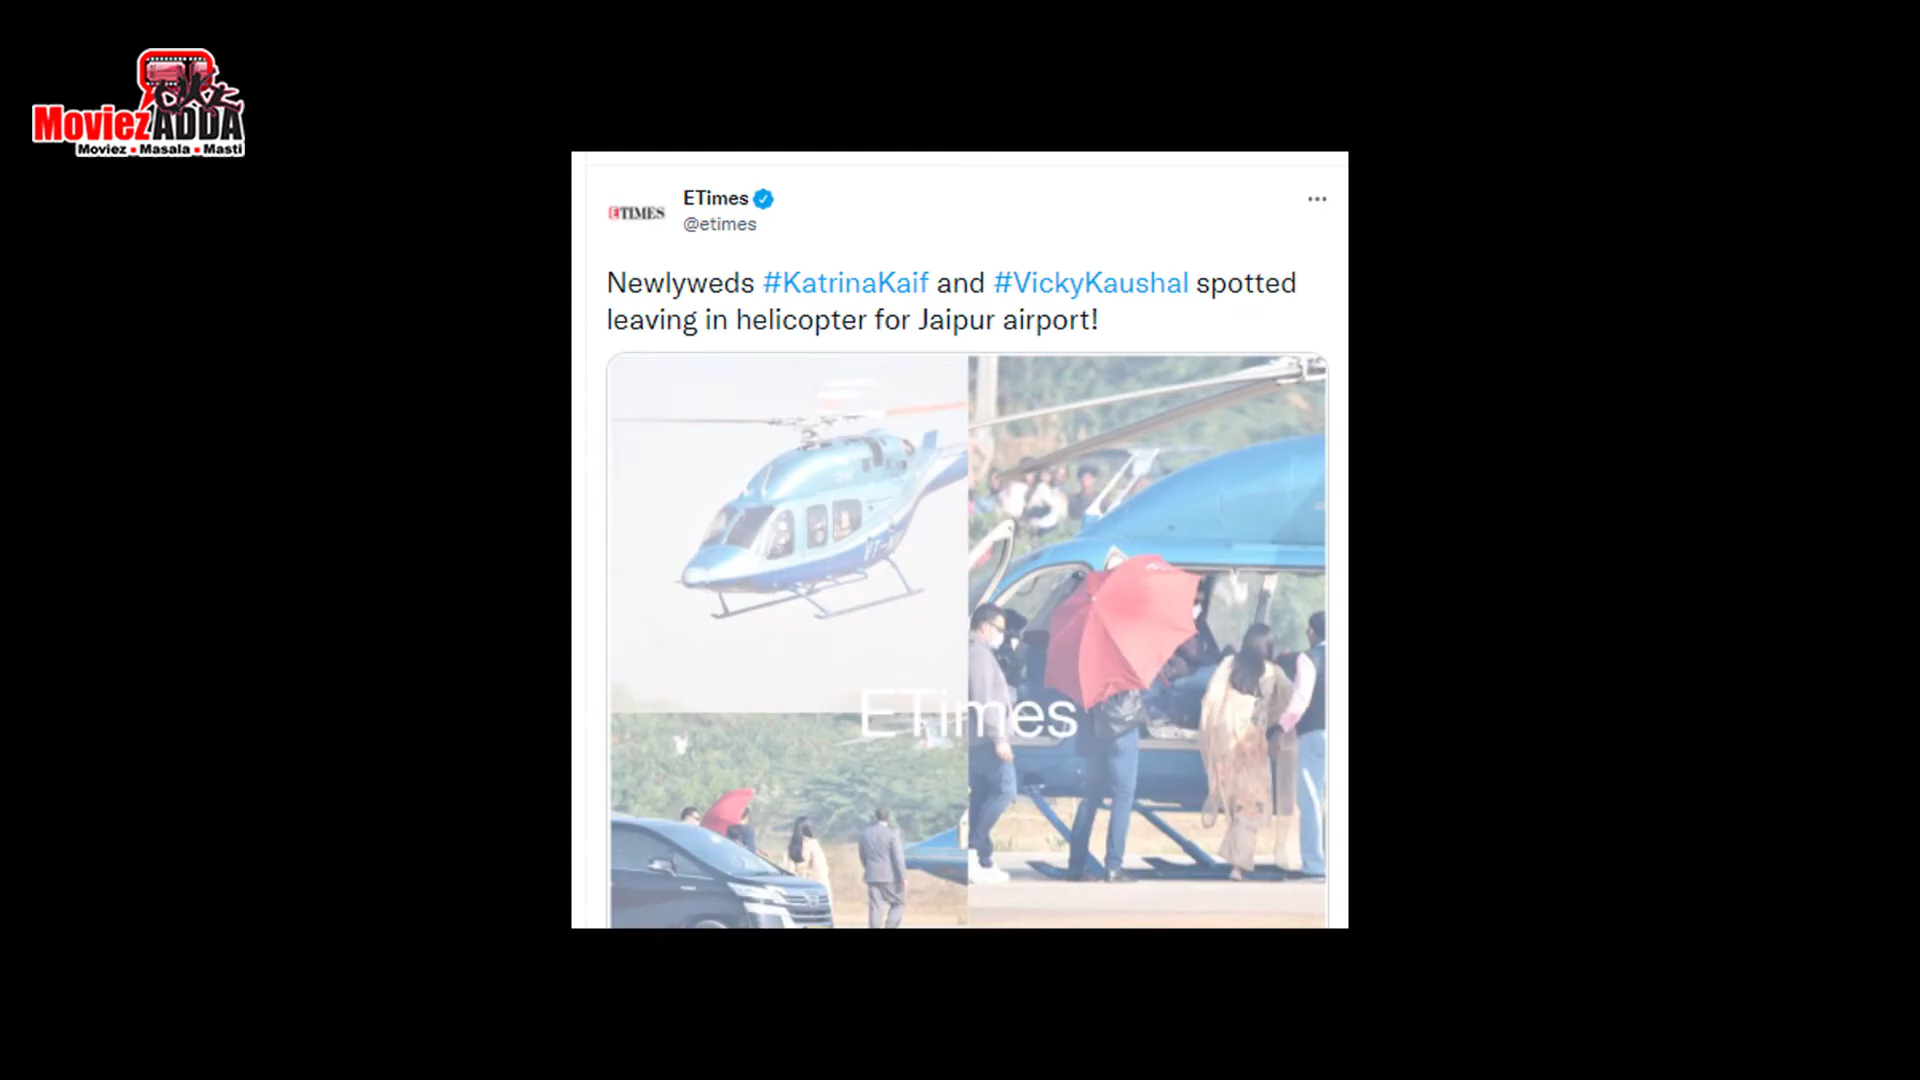 MoviezADDA
Moviez • Masala • Masti
ETIMES
ETimes
@etimes
Newlyweds #KatrinaKaif and #VickyKaushal spotted
leaving in helicopter for Jaipur airport!
ETimes